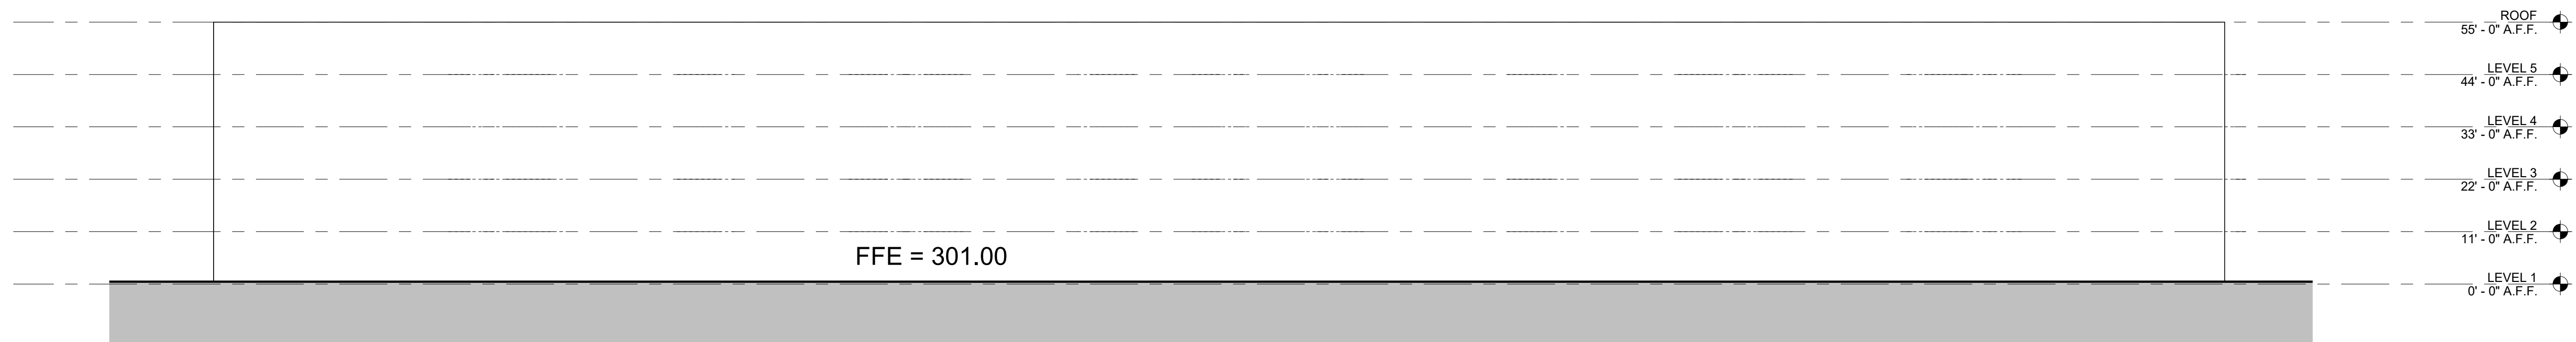 ROOF
55' - 0" A.F.F.
LEVEL 5
44' - 0" A.F.F.
LEVEL 4
33' - 0" A.F.F.
LEVEL 3
22' - 0" A.F.F.
LEVEL 2
11' - 0" A.F.F.
FFE = 301.00
LEVEL 1
0' - 0" A.F.F.